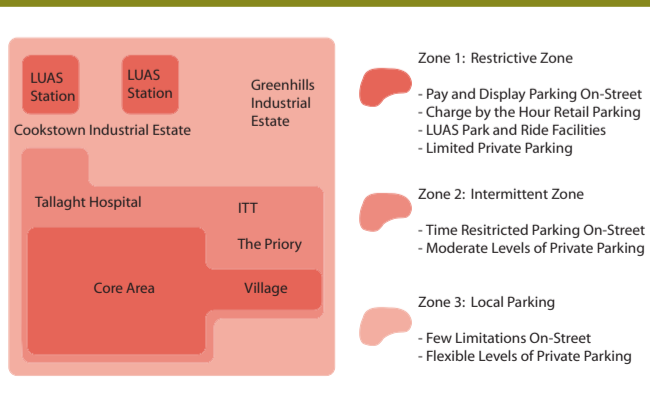 LUAS
Station
LUAS
Station
Greenhills
Industrial
Estate
Cookstown Industrial Estate
Tallaght Hospital
ITT
The Priory
Core Area
Village
Zone 1: Restrictive Zone
- Pay and Display Parking On-Street
- Charge by the Hour Retail Parking
- LUAS Park and Ride Facilities
- Limited Private Parking
Zone 2: Intermittent Zone
- Time Resitricted Parking On-Street
- Moderate Levels of Private Parking
Zone 3: Local Parking
- Few Limitations On-Street
- Flexible Levels of Private Parking